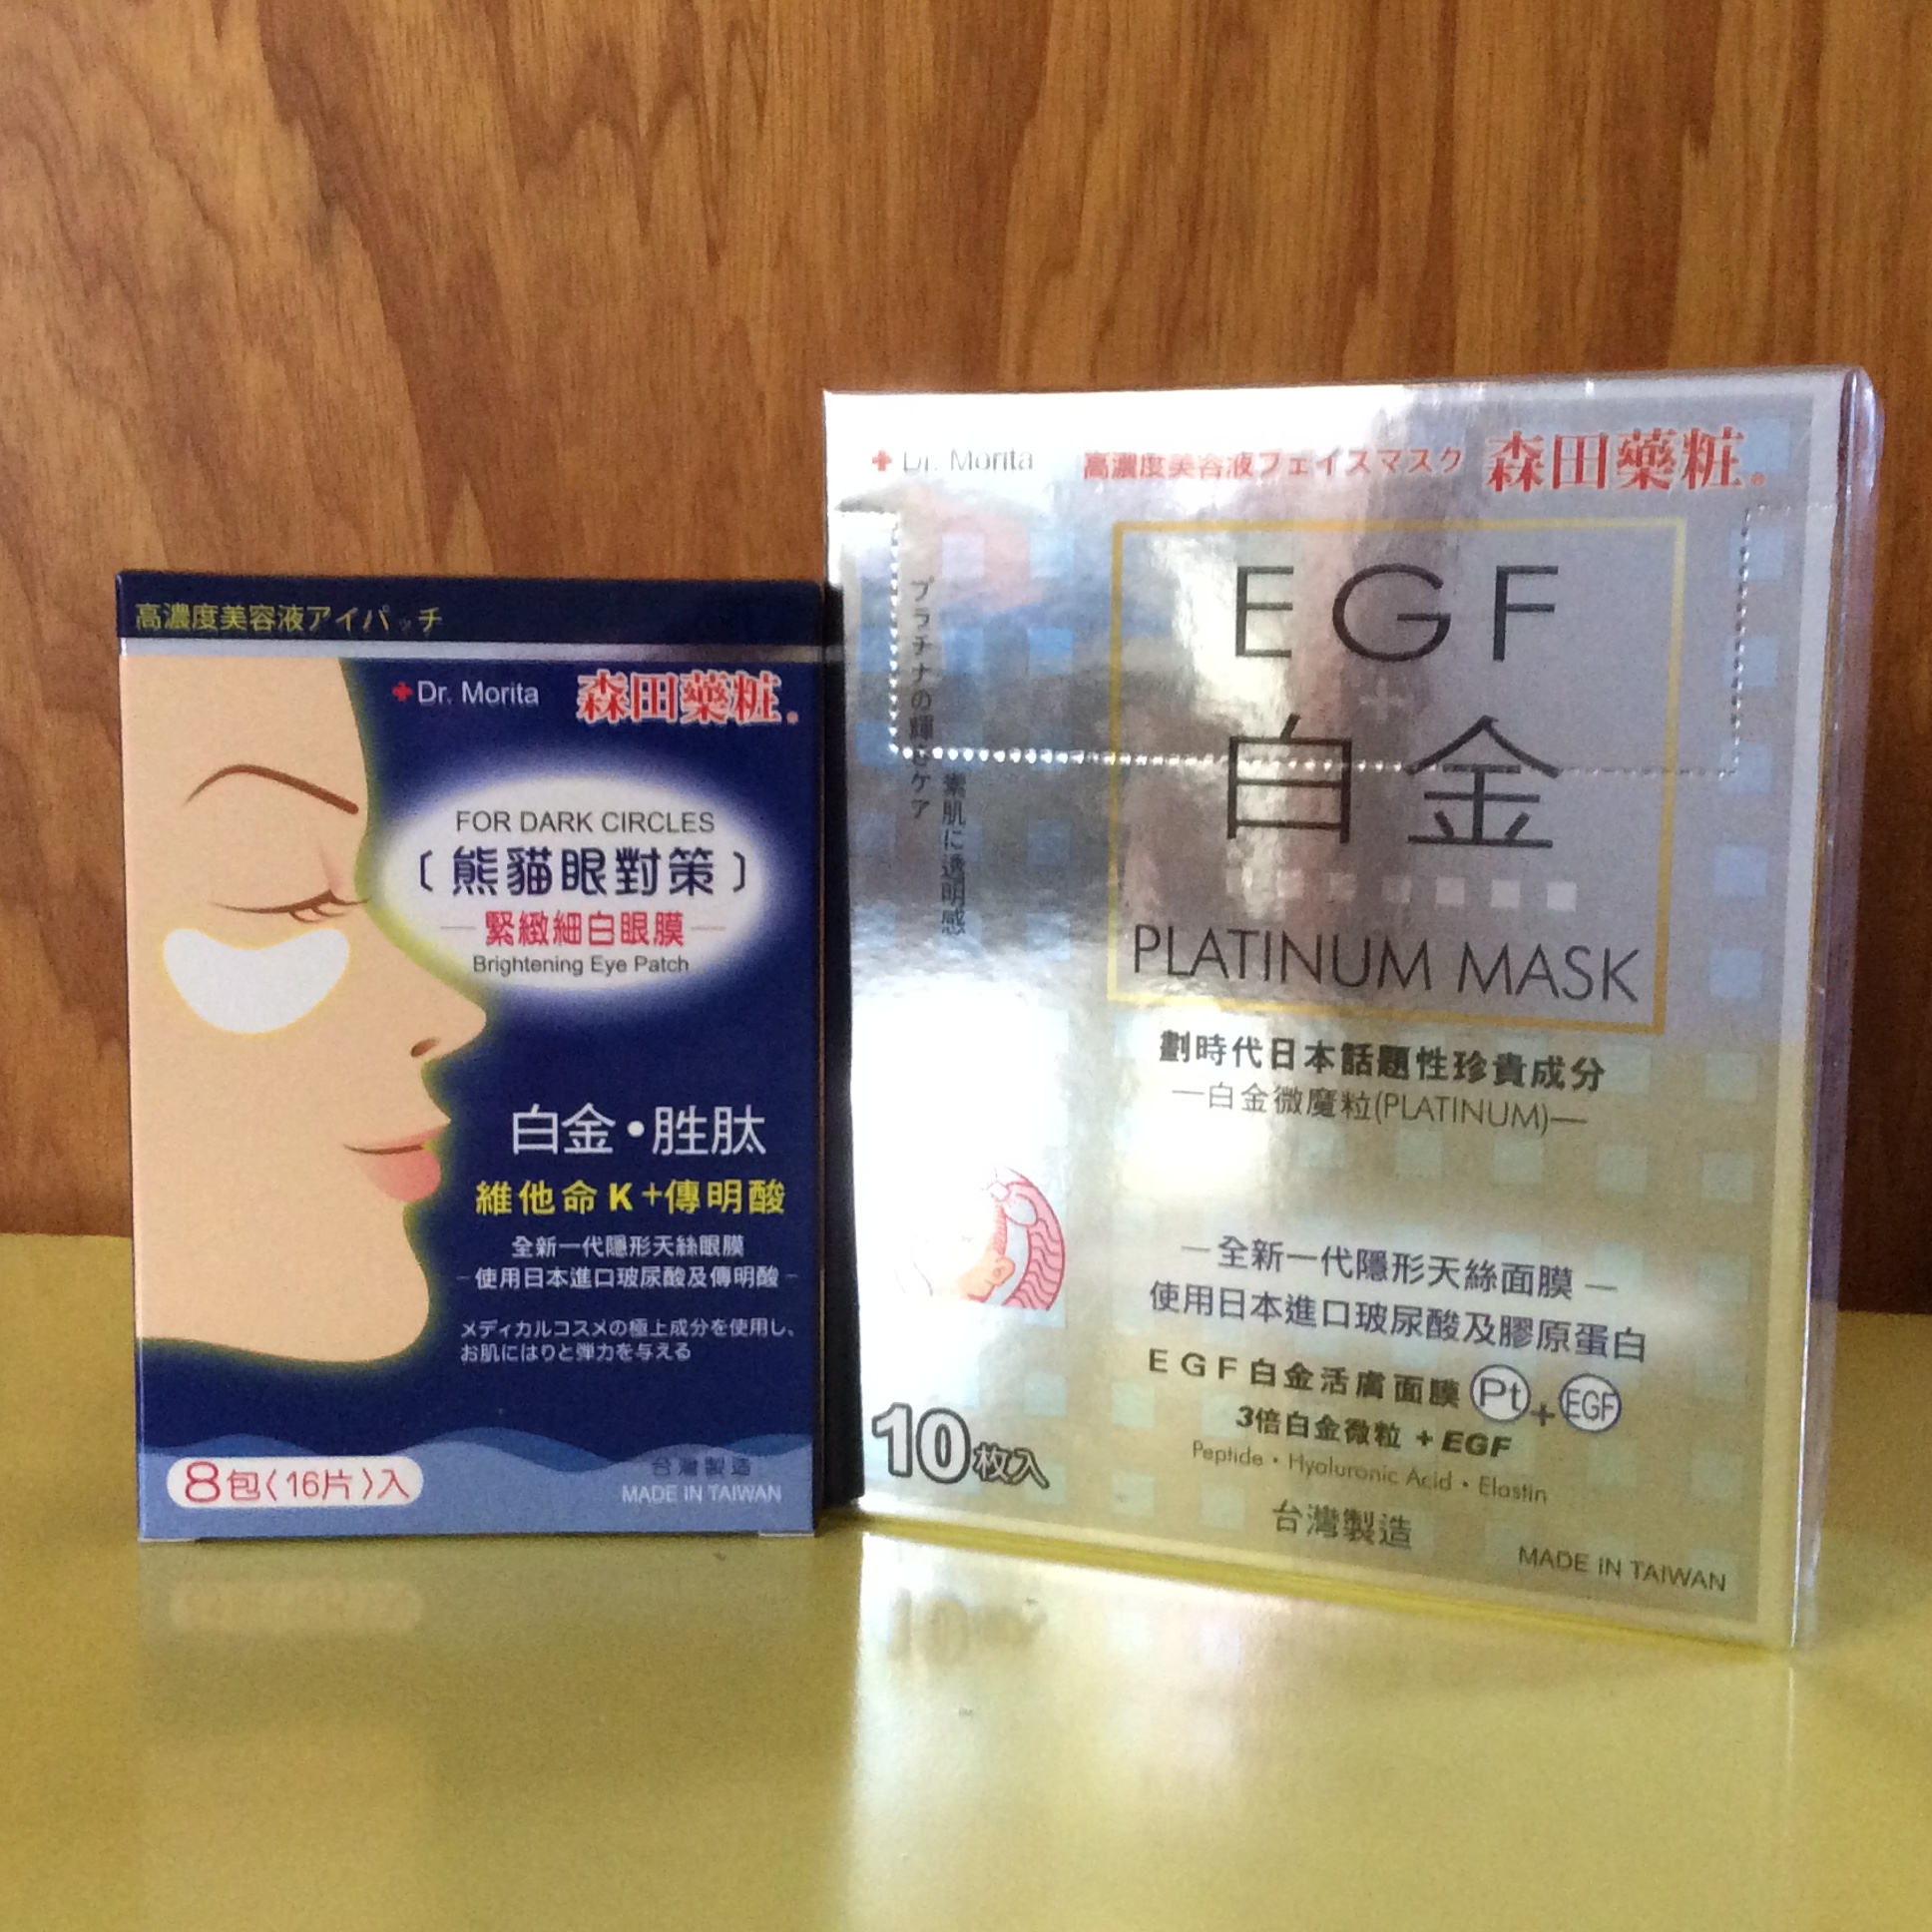 高濃度美容液アイパッチ
Dr. Morita 森田藥粧
FOR DARK CIRCLES
〔熊貓眼對策〕
緊緻細白眼膜
Brightening Eye Patch
白金・胜肽
維他命K+傳明酸
全新一代隱形天絲眼膜
-使用日本進口玻尿酸及傳明酸-
メディカルコスメの極上成分を使用し、
お肌にはりと弾力を与える
8包〈16片〉入
台灣製造
MADE IN TAIWAN
Dr. Morita 高濃度美容液フェイスマスク 森田藥粧®
プラチナの輝きケア
素肌に透明感
EGF
+
白金
PLATINUM MASK
劃時代日本話題性珍貴成分
—白金微魔粒(PLATINUM)—
—全新一代隱形天絲面膜—
使用日本進口玻尿酸及膠原蛋白
EGF白金活膚面膜 Pt+EGF
3倍白金微粒+EGF
Peptide・Hyaluronic Acid・Elastin
10枚入
台灣製造
MADE IN TAIWAN